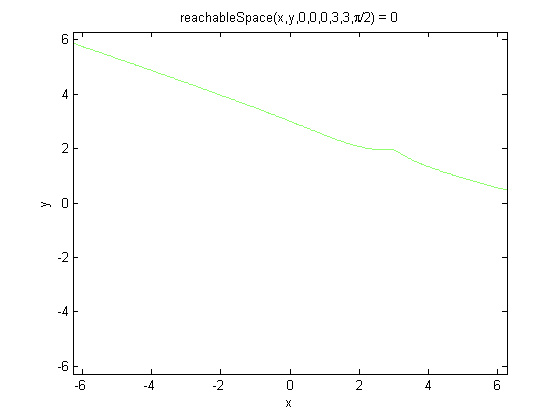 reachableSpace(x,y,0,0,0,3,3,π/2) = 0
6
4
2
0
-2
-4
-6
y
-6 -4 -2 0 2 4 6
x